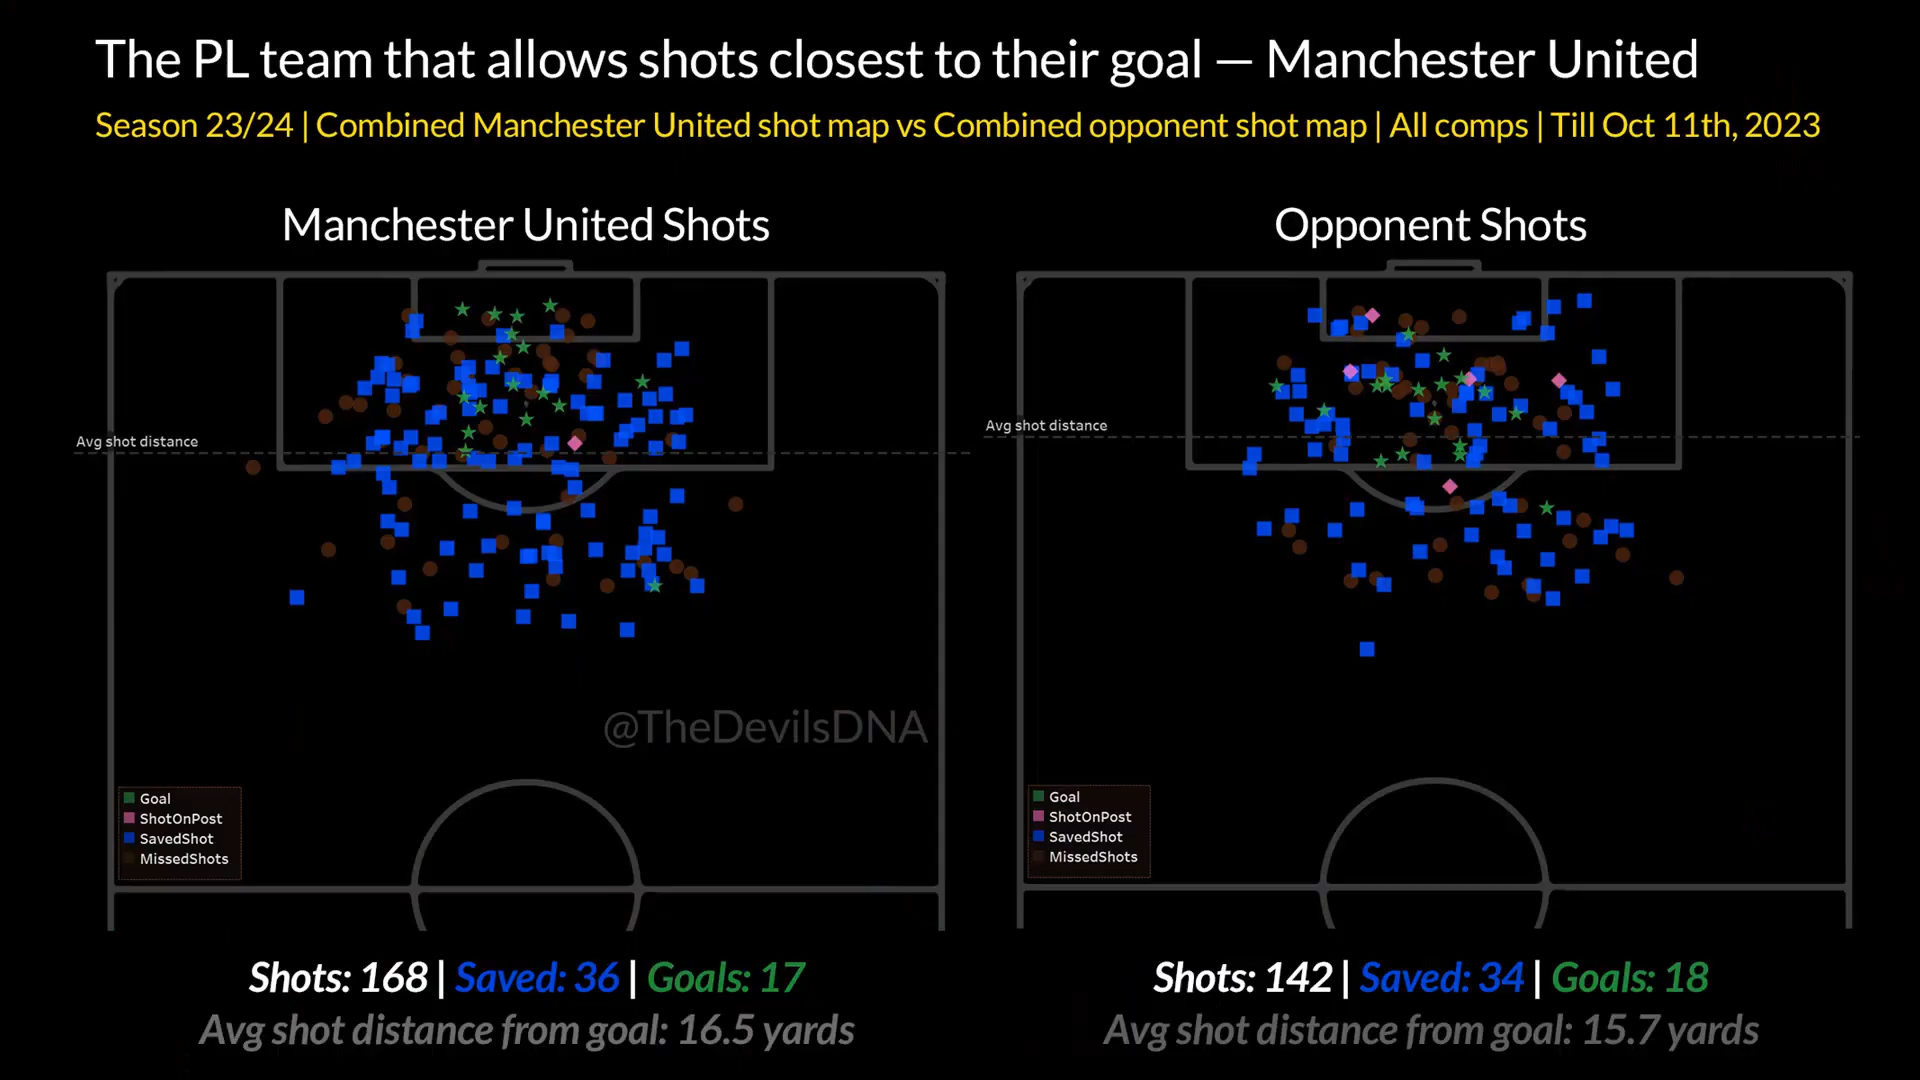 The PL team that allows shots closest to their goal — Manchester United
Season 23/24 | Combined Manchester United shot map vs Combined opponent shot map | All comps | Till Oct 11th, 2023
Manchester United Shots
Avg shot distance
@TheDevilsDNA
Goal
ShotOnPost
SavedShot
MissedShots
Shots: 168 | Saved: 36 | Goals: 17
Avg shot distance from goal: 16.5 yards
Opponent Shots
Avg shot distance
Goal
ShotOnPost
SavedShot
MissedShots
Shots: 142 | Saved: 34 | Goals: 18
Avg shot distance from goal: 15.7 yards